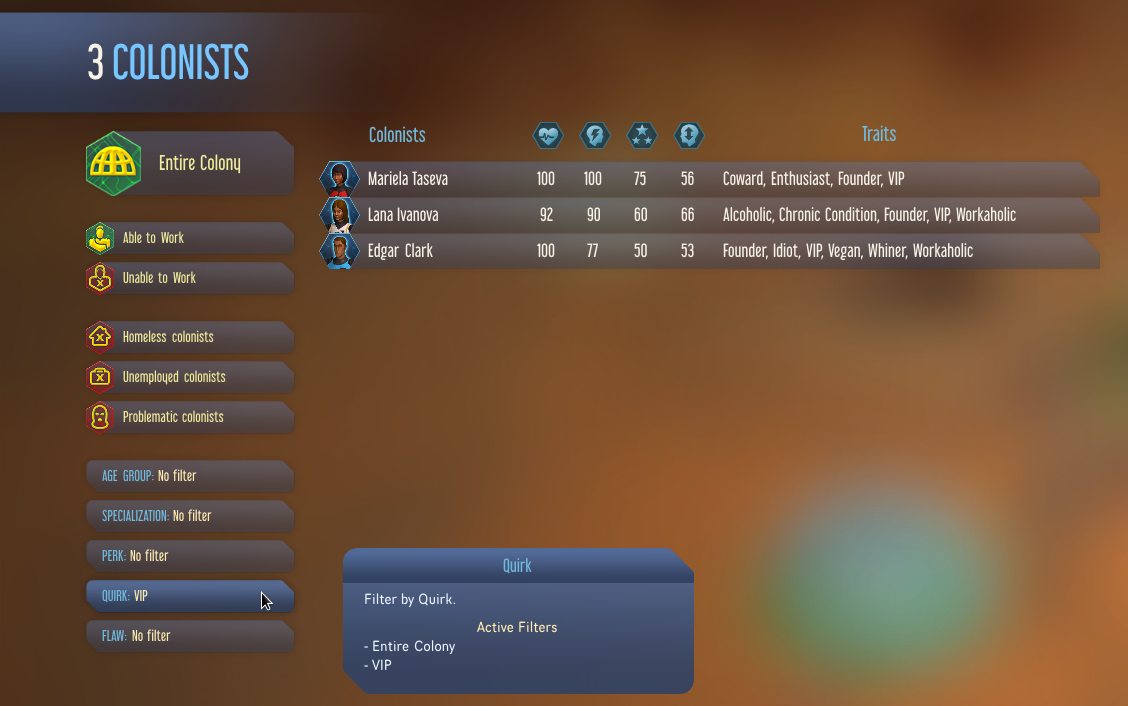 3 COLONISTS
Entire Colony
Able to Work
Unable to Work
Homeless colonists
Unemployed colonists
Problematic colonists
AGE GROUP: No filter
SPECIALIZATION: No filter
PERK: No filter
QUIRK: VIP
FLAW: No filter
Colonists Traits
Mariela Taseva 100 100 75 56 Coward, Enthusiast, Founder, VIP
Lana Ivanova 92 90 60 66 Alcoholic, Chronic Condition, Founder, VIP, Workaholic
Edgar Clark 100 77 50 53 Founder, Idiot, VIP, Vegan, Whiner, Workaholic
Quirk
Filter by Quirk.
Active Filters
- Entire Colony
- VIP